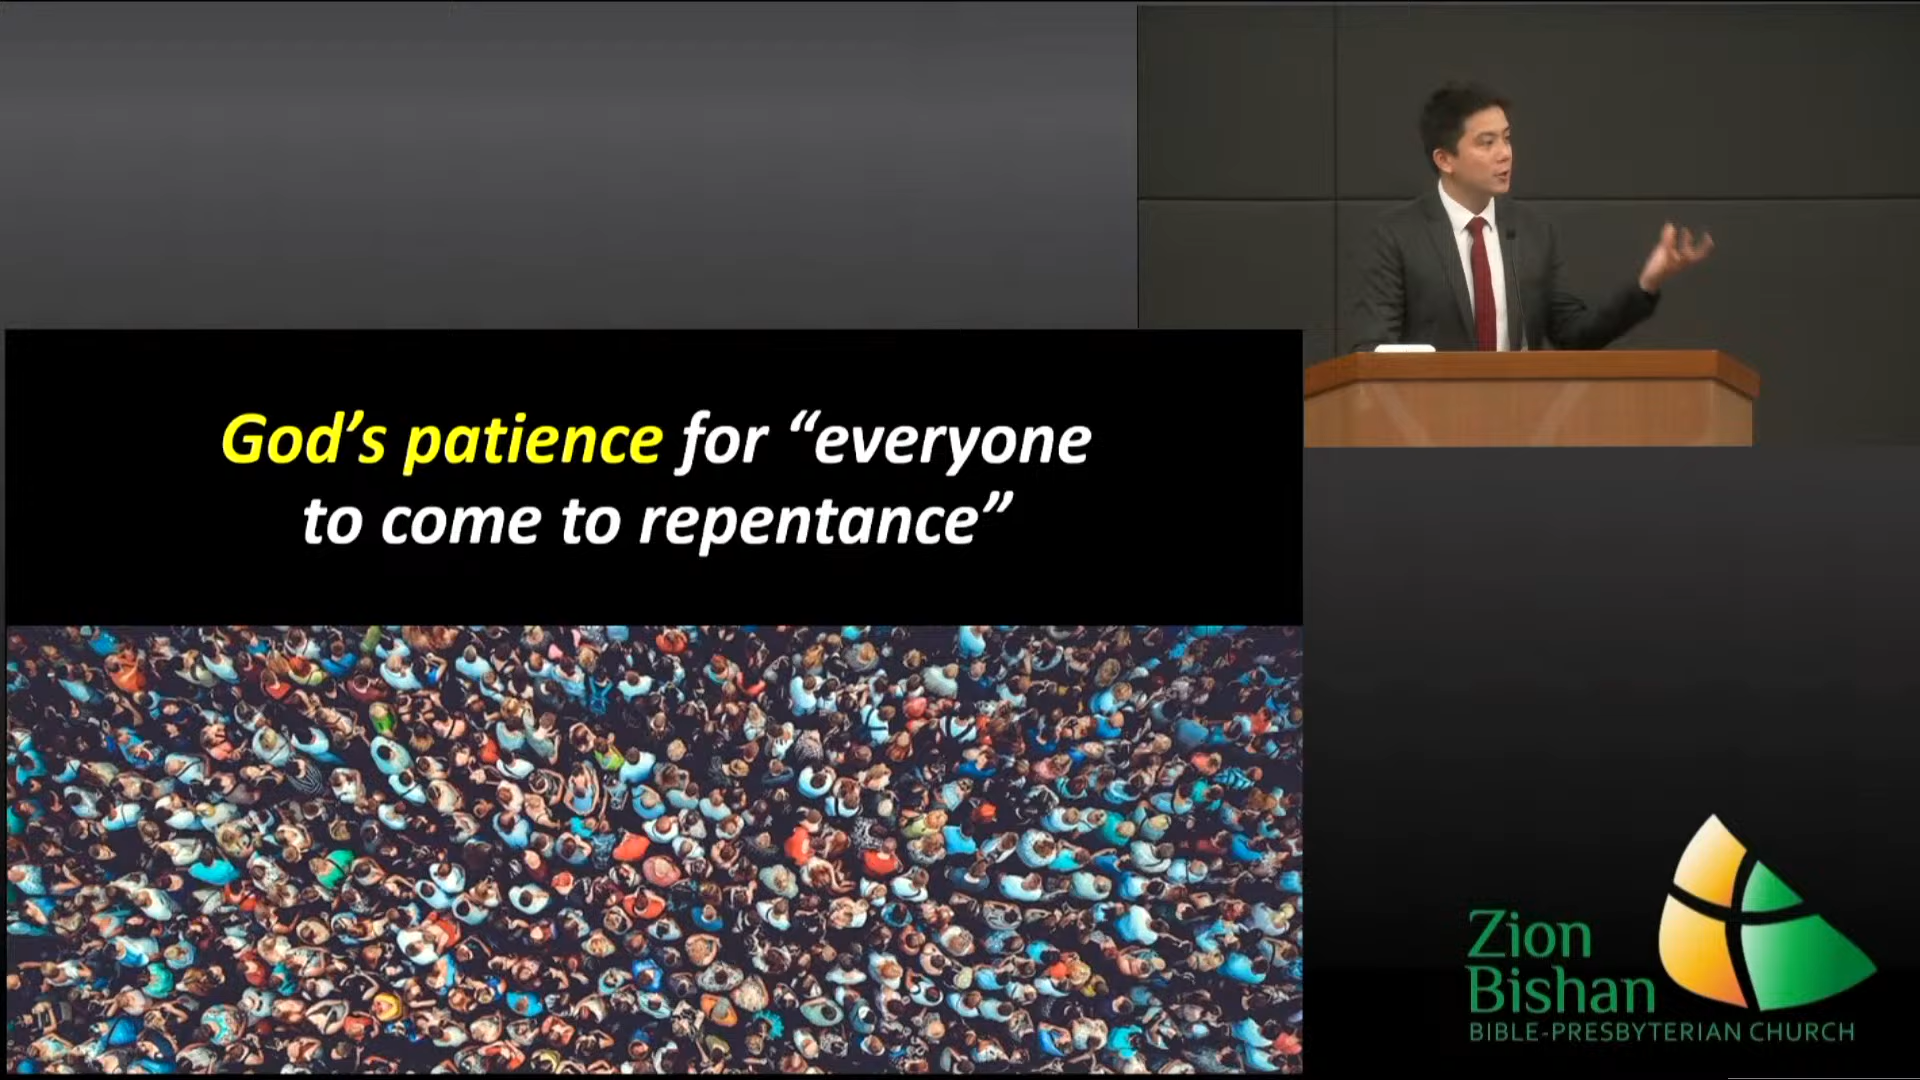 God's patience for “everyone
to come to repentance”
Zion
Bishan
BIBLE-PRESBYTERIAN CHURCH